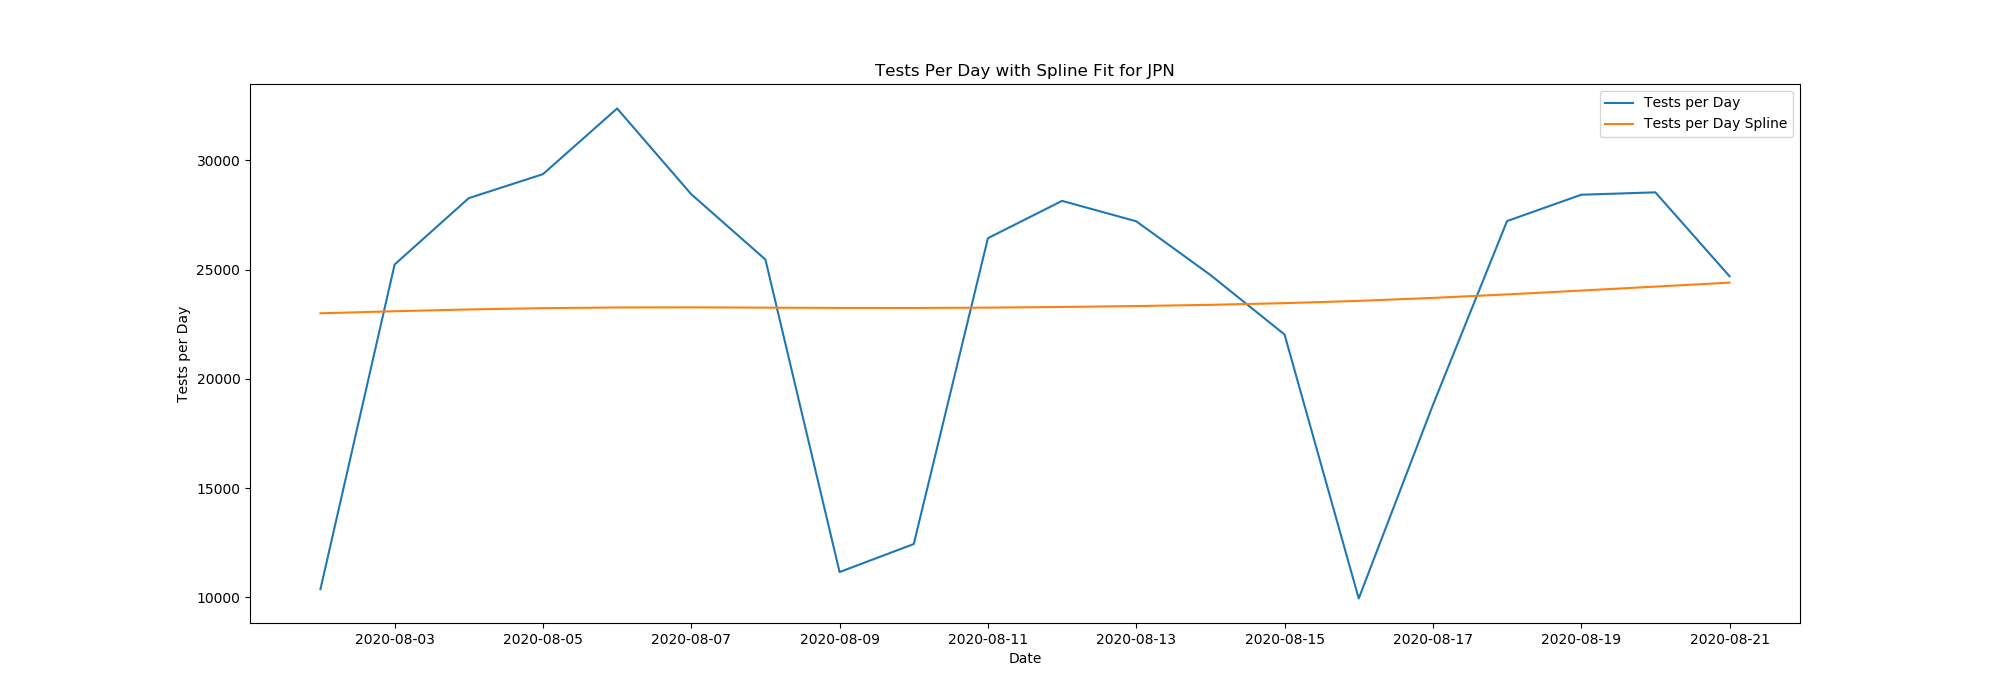 Tests Per Day with Spline Fit for JPN
Tests per Day
Tests per Day Spline
30000
25000
20000
15000
10000
Tests per Day
2020-08-03 2020-08-05 2020-08-07 2020-08-09 2020-08-11 2020-08-13 2020-08-15 2020-08-17 2020-08-19 2020-08-21
Date